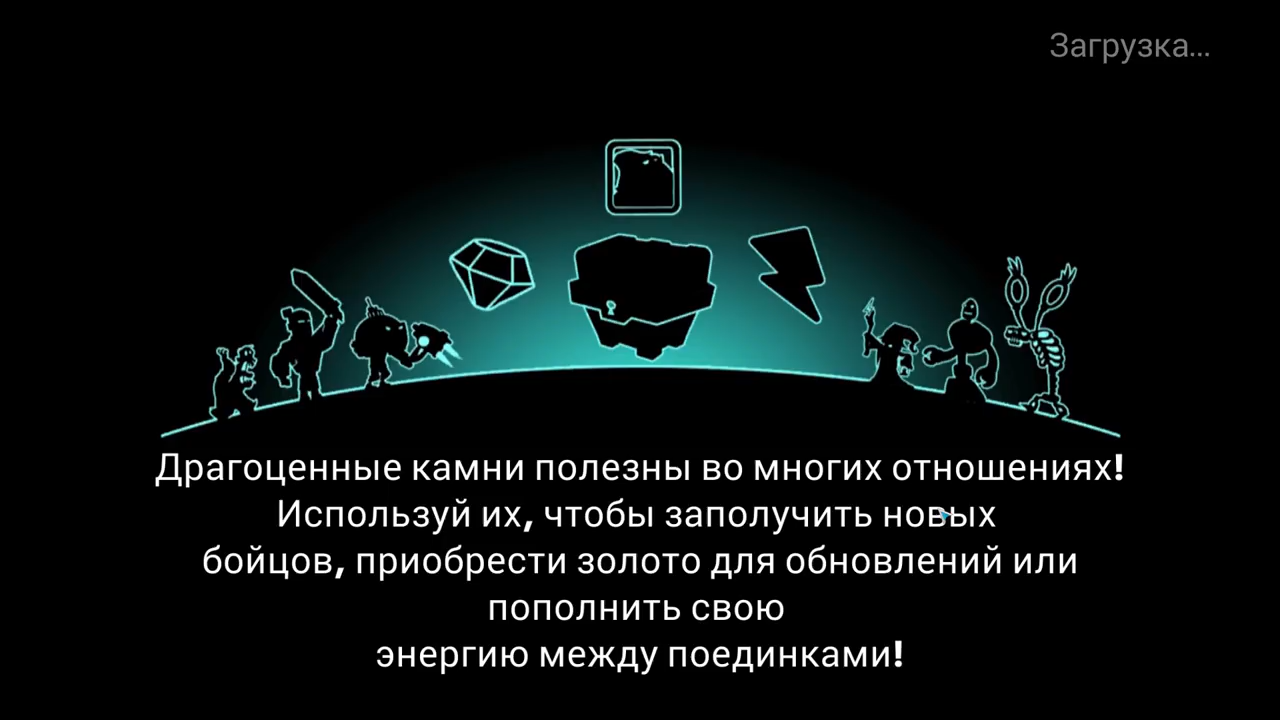 Загрузка...
Драгоценные камни полезны во многих отношениях!
Используй их, чтобы заполучить новых
бойцов, приобрести золото для обновлений или
пополнить свою
энергию между поединками!